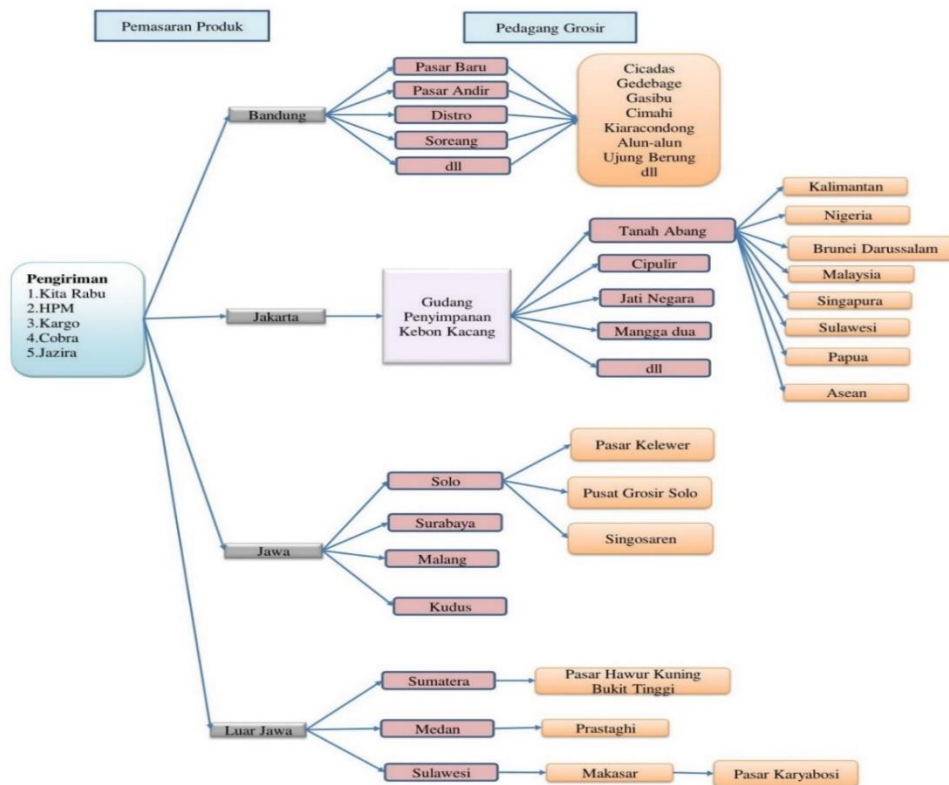 Pemasaran Produk
Pedagang Grosir
Pengiriman
1.Kita Rabu
2.HPM
3.Kargo
4.Cobra
5.Jazira
Bandung
Pasar Baru
Pasar Andir
Distro
Soreang
dll
Cicadas
Gedebage
Gasibu
Cimahi
Kiaracondong
Alun-alun
Ujung Berung
dll
Jakarta
Gudang
Penyimpanan
Kebon Kacang
Tanah Abang
Cipulir
Jati Negara
Mangga dua
dll
Kalimantan
Nigeria
Brunei Darussalam
Malaysia
Singapura
Sulawesi
Papua
Asean
Jawa
Solo
Surabaya
Malang
Kudus
Pasar Kelewer
Pusat Grosir Solo
Singosaren
Luar Jawa
Sumatera
Pasar Hawur Kuning
Bukit Tinggi
Medan
Prastaghi
Sulawesi
Makasar
Pasar Karyabosi